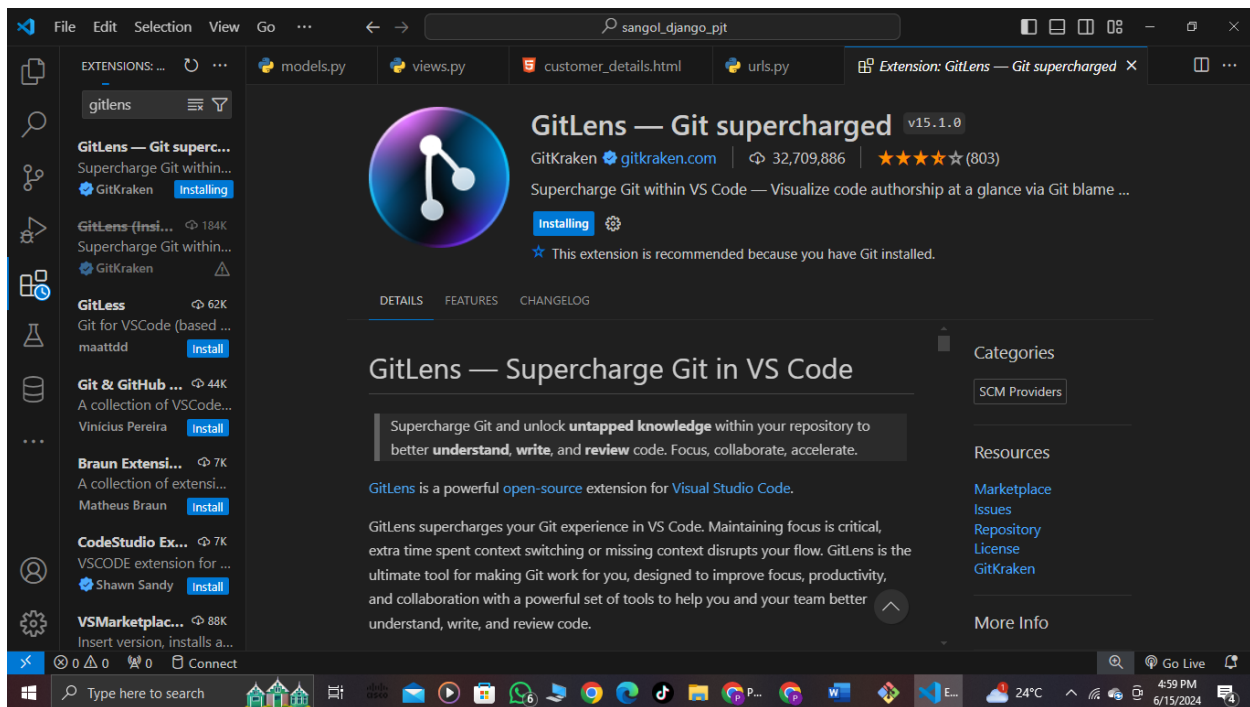 File Edit Selection View Go ··· sangol_django_pjt
EXTENSIONS: ...
models.py views.py customer_details.html urls.py Extension: GitLens — Git supercharged
gitlens
GitLens — Git superc...
Supercharge Git within...
GitKraken Installing
GitLens (Insi... 184K
Supercharge Git within...
GitKraken
GitLess 62K
Git for VSCode (based ...
maattdd Install
Git & GitHub ... 44K
A collection of VSCode...
Vinícius Pereira Install
Braun Extensi... 7K
A collection of extensi...
Matheus Braun Install
CodeStudio Ex... 7K
VSCODE extension for ...
Shawn Sandy Install
VSMarketplac... 88K
Insert version, installs a...
GitLens — Git supercharged v15.1.0
GitKraken gitkraken.com 32,709,886 (803)
Supercharge Git within VS Code — Visualize code authorship at a glance via Git blame ...
Installing
This extension is recommended because you have Git installed.
DETAILS FEATURES CHANGELOG
GitLens — Supercharge Git in VS Code
Supercharge Git and unlock untapped knowledge within your repository to
better understand, write, and review code. Focus, collaborate, accelerate.
GitLens is a powerful open-source extension for Visual Studio Code.
GitLens supercharges your Git experience in VS Code. Maintaining focus is critical,
extra time spent context switching or missing context disrupts your flow. GitLens is the
ultimate tool for making Git work for you, designed to improve focus, productivity,
and collaboration with a powerful set of tools to help you and your team better
understand, write, and review code.
Categories
SCM Providers
Resources
Marketplace
Issues
Repository
License
GitKraken
More Info
0 0 0 Connect Go Live
Type here to search P... E... 24°C 4:59 PM
6/15/2024